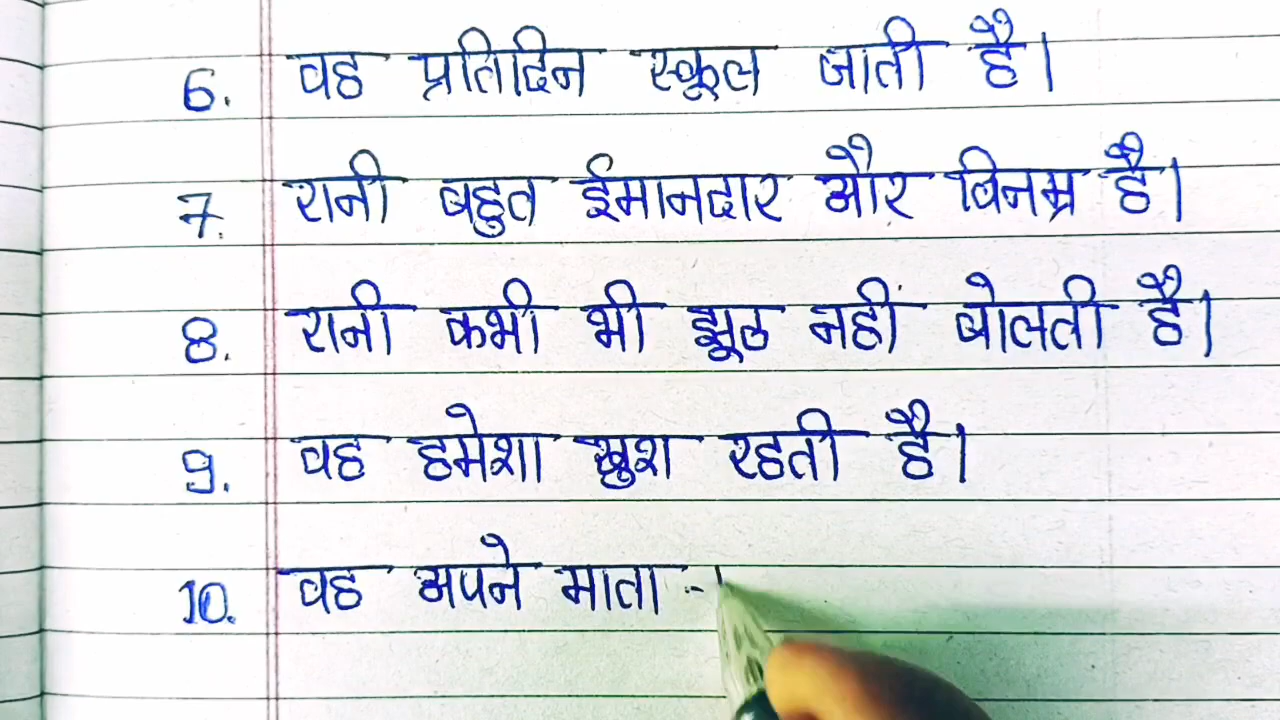 6. वह प्रतिदिन स्कूल जाती है।
7. रानी बहुत ईमानदार और विनम्र है।
8. रानी कभी भी झूठ नहीं बोलती है।
9. वह हमेशा खुश रहती है।
10. वह अपने माता -